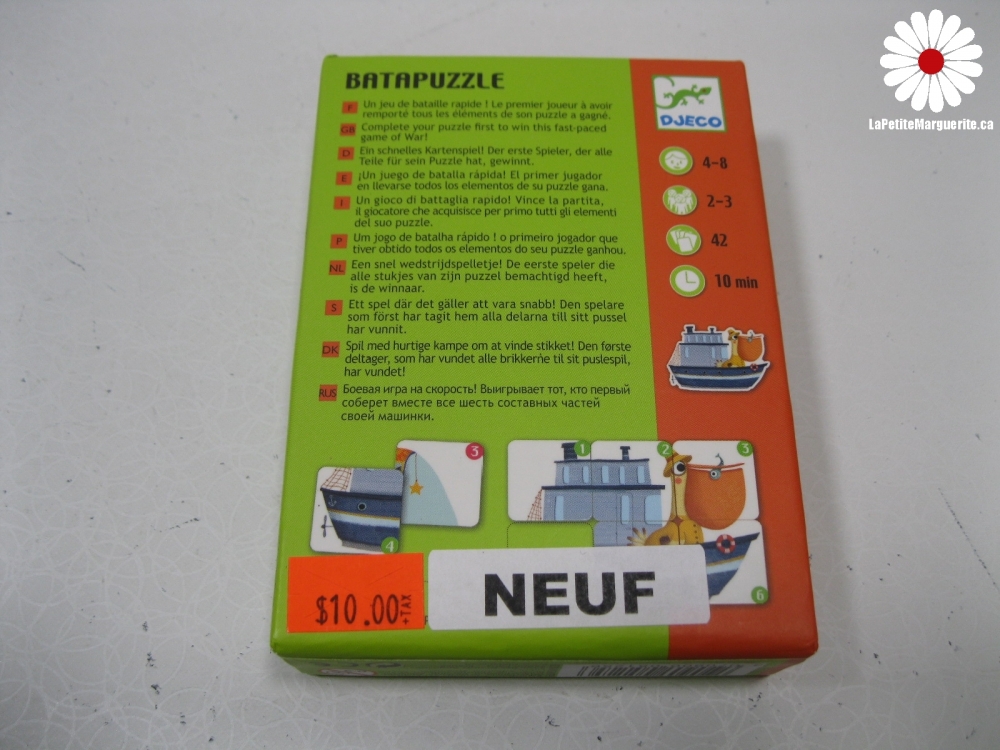 LaPetiteMarguerite.ca
BATAPUZZLE
F Un jeu de bataille rapide ! Le premier joueur à avoir
remporté tous les éléments de son puzzle a gagné.
GB Complete your puzzle first to win this fast-paced
game of War!
D Ein schnelles Kartenspiel! Der erste Spieler, der alle
Teile für sein Puzzle hat, gewinnt.
E ¡Un juego de batalla rápida! El primer jugador
en llevarse todos los elementos de su puzzle gana.
I Un gioco di battaglia rapido! Vince la partita,
il giocatore che acquisisce per primo tutti gli elementi
del suo puzzle.
P Um jogo de batalha rápido ! o primeiro jogador que
tiver obtido todos os elementos do seu puzzle ganhou.
NL Een snel wedstrijdspelletje! De eerste speler die
alle stukjes van zijn puzzel bemachtigd heeft,
is de winnaar.
S Ett spel där det gäller att vara snabb! Den spelare
som först har tagit hem alla delarna till sitt pussel
har vunnit.
DK Spil med hurtige kampe om at vinde stikket! Den første
deltager, som har vundet alle brikkerne til sit puslespil,
har vundet!
RUS Боевая игра на скорость! Выигрывает тот, кто первый
соберет вместе все шесть составных частей
своей машинки.
DJECO
4-8
2-3
42
10 min
3
4
1
2
3
6
$10.00 +TAX
NEUF